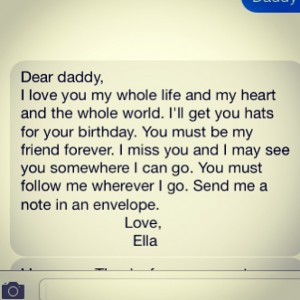 Daddy
Dear daddy,
I love you my whole life and my heart
and the whole world. I'll get you hats
for your birthday. You must be my
friend forever. I miss you and I may see
you somewhere I can go. You must
follow me wherever I go. Send me a
note in an envelope.
Love,
Ella